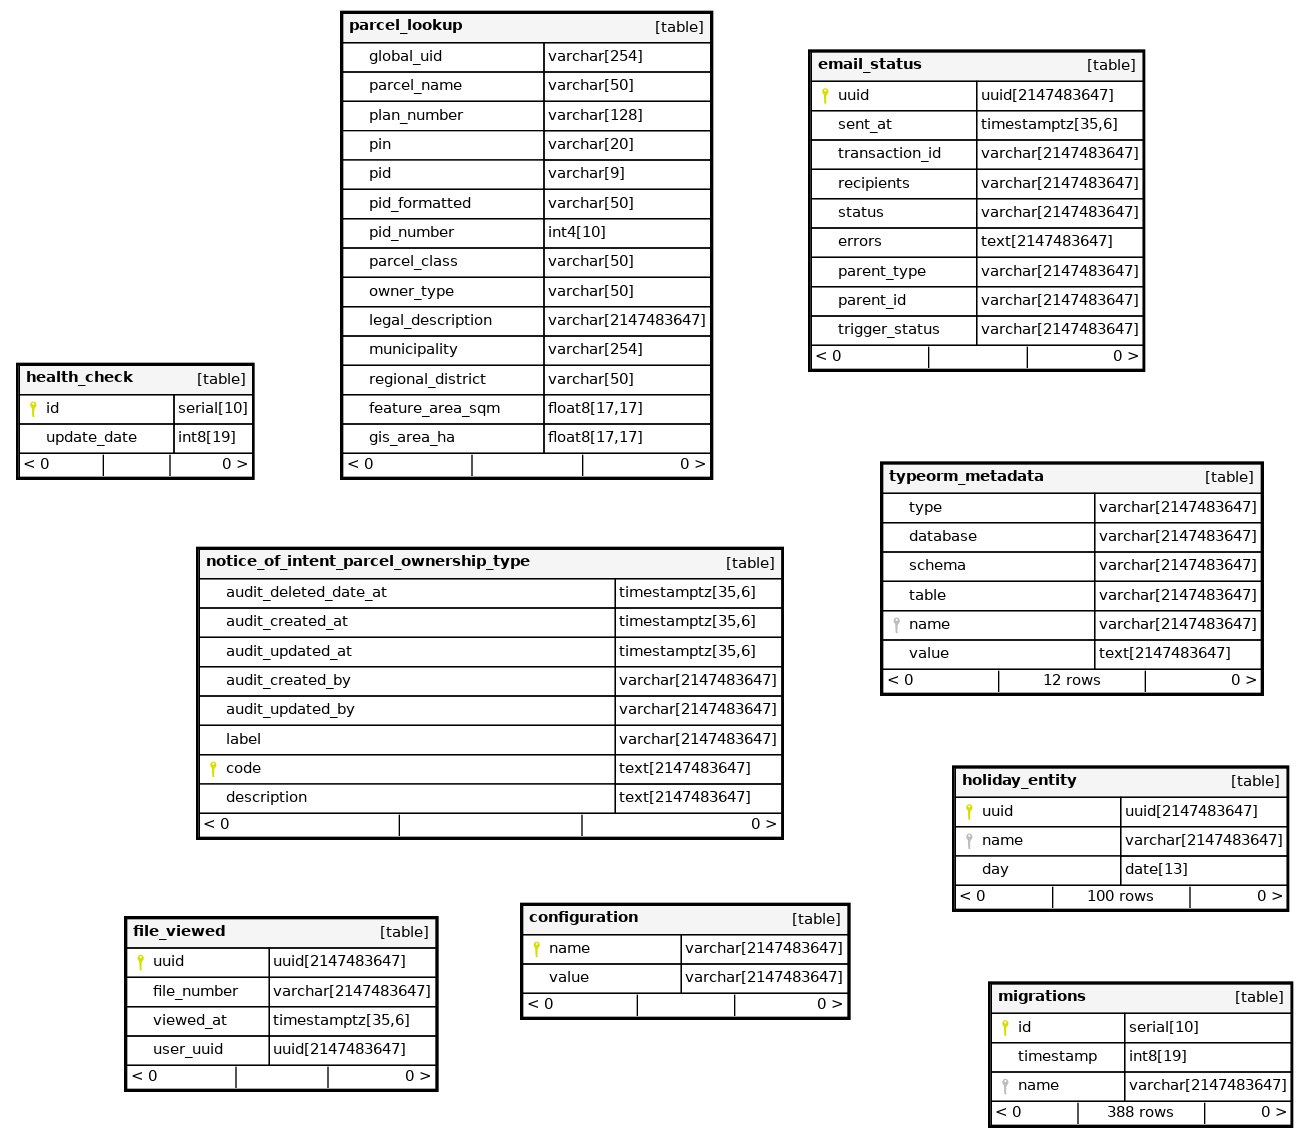 parcel_lookup [table]
global_uid varchar[254]
parcel_name varchar[50]
plan_number varchar[128]
pin varchar[20]
pid varchar[9]
pid_formatted varchar[50]
pid_number int4[10]
parcel_class varchar[50]
owner_type varchar[50]
legal_description varchar[2147483647]
municipality varchar[254]
regional_district varchar[50]
feature_area_sqm float8[17,17]
gis_area_ha float8[17,17]
< 0 0 >
email_status [table]
uuid uuid[2147483647]
sent_at timestamptz[35,6]
transaction_id varchar[2147483647]
recipients varchar[2147483647]
status varchar[2147483647]
errors text[2147483647]
parent_type varchar[2147483647]
parent_id varchar[2147483647]
trigger_status varchar[2147483647]
< 0 0 >
health_check [table]
id serial[10]
update_date int8[19]
< 0 0 >
typeorm_metadata [table]
type varchar[2147483647]
database varchar[2147483647]
schema varchar[2147483647]
table varchar[2147483647]
name varchar[2147483647]
value text[2147483647]
< 0 12 rows 0 >
notice_of_intent_parcel_ownership_type [table]
audit_deleted_date_at timestamptz[35,6]
audit_created_at timestamptz[35,6]
audit_updated_at timestamptz[35,6]
audit_created_by varchar[2147483647]
audit_updated_by varchar[2147483647]
label varchar[2147483647]
code text[2147483647]
description text[2147483647]
< 0 0 >
holiday_entity [table]
uuid uuid[2147483647]
name varchar[2147483647]
day date[13]
< 0 100 rows 0 >
file_viewed [table]
uuid uuid[2147483647]
file_number varchar[2147483647]
viewed_at timestamptz[35,6]
user_uuid uuid[2147483647]
< 0 0 >
configuration [table]
name varchar[2147483647]
value varchar[2147483647]
< 0 0 >
migrations [table]
id serial[10]
timestamp int8[19]
name varchar[2147483647]
< 0 388 rows 0 >